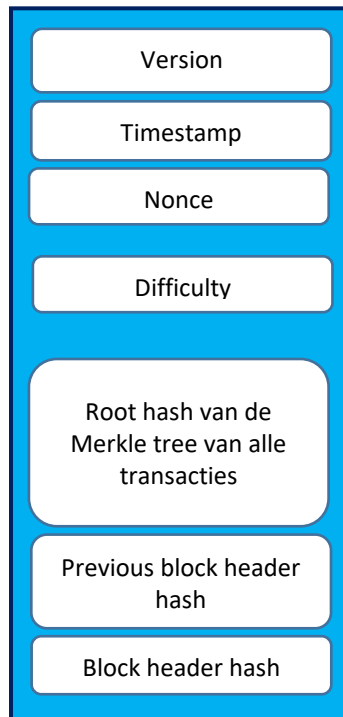 Version
Timestamp
Nonce
Difficulty
Root hash van de
Merkle tree van alle
transacties
Previous block header
hash
Block header hash